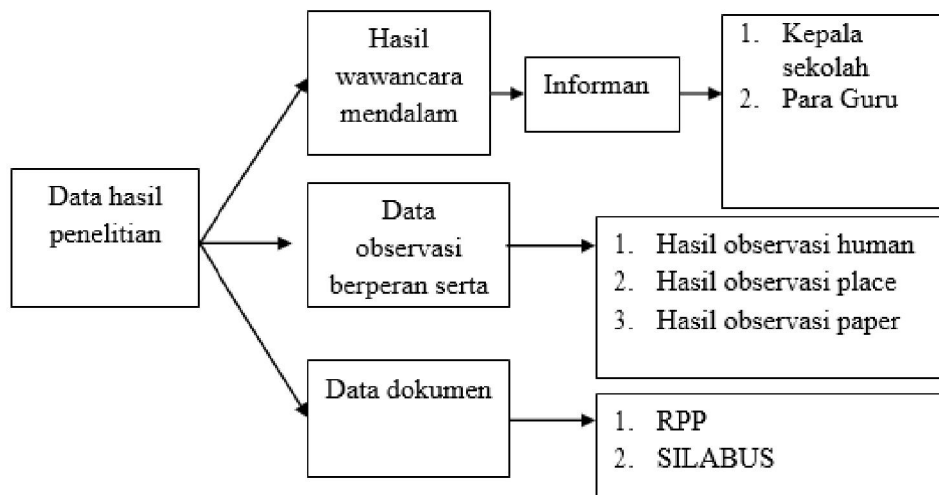 Data hasil
penelitian
Hasil
wawancara
mendalam
Informan
1. Kepala
sekolah
2. Para Guru
Data
observasi
berperan serta
1. Hasil observasi human
2. Hasil observasi place
3. Hasil observasi paper
Data dokumen
1. RPP
2. SILABUS